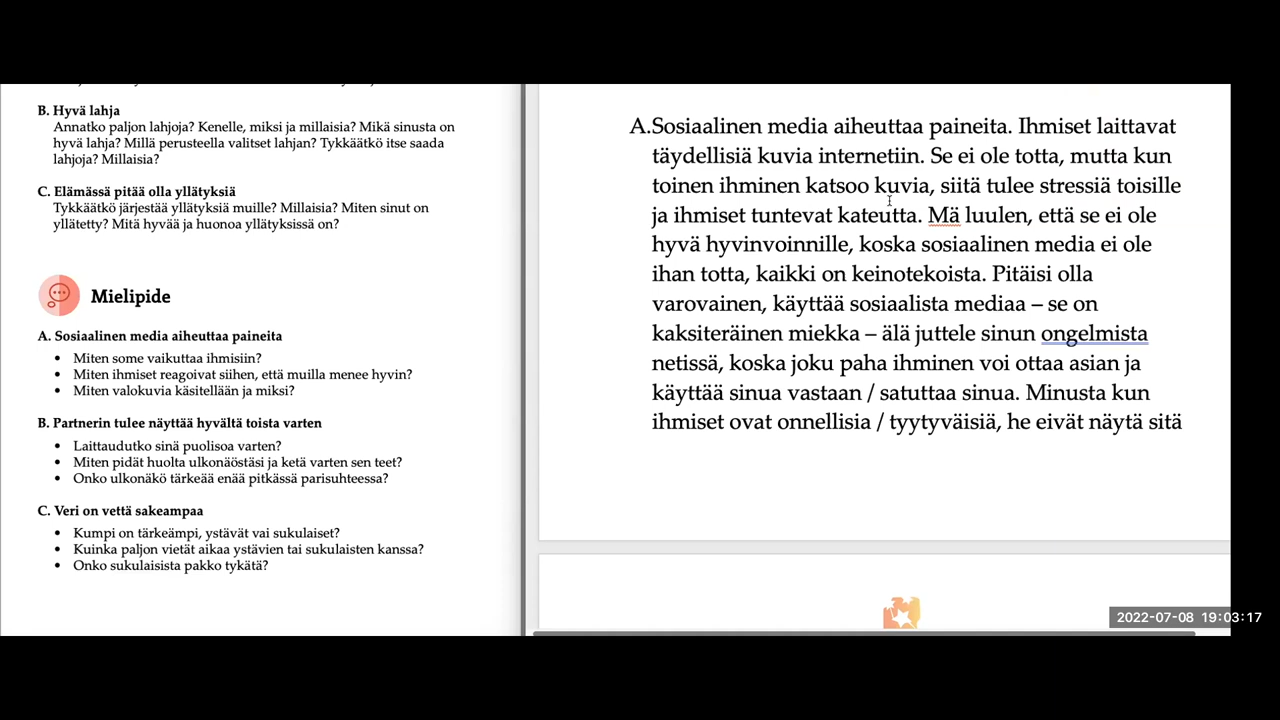 B. Hyvä lahja
Annatko paljon lahjoja? Kenelle, miksi ja millaisia? Mikä sinusta on
hyvä lahja? Millä perusteella valitset lahjan? Tykkäätkö itse saada
lahjoja? Millaisia?
C. Elämässä pitää olla yllätyksiä
Tykkäätkö järjestää yllätyksiä muille? Millaisia? Miten sinut on
yllätetty? Mitä hyvää ja huonoa yllätyksissä on?
Mielipide
A. Sosiaalinen media aiheuttaa paineita
• Miten some vaikuttaa ihmisiin?
• Miten ihmiset reagoivat siihen, että muilla menee hyvin?
• Miten valokuvia käsitellään ja miksi?
B. Partnerin tulee näyttää hyvältä toista varten
• Laittaudutko sinä puolisoa varten?
• Miten pidät huolta ulkonäöstäsi ja ketä varten sen teet?
• Onko ulkonäkö tärkeää enää pitkässä parisuhteessa?
C. Veri on vettä sakeampaa
• Kumpi on tärkeämpi, ystävät vai sukulaiset?
• Kuinka paljon vietät aikaa ystävien tai sukulaisten kanssa?
• Onko sukulaisista pakko tykätä?
A.Sosiaalinen media aiheuttaa paineita. Ihmiset laittavat
täydellisiä kuvia internetiin. Se ei ole totta, mutta kun
toinen ihminen katsoo kuvia, siitä tulee stressiä toisille
ja ihmiset tuntevat kateutta. Mä luulen, että se ei ole
hyvä hyvinvoinnille, koska sosiaalinen media ei ole
ihan totta, kaikki on keinotekoista. Pitäisi olla
varovainen, käyttää sosiaalista mediaa – se on
kaksiteräinen miekka – älä juttele sinun ongelmista
netissä, koska joku paha ihminen voi ottaa asian ja
käyttää sinua vastaan / satuttaa sinua. Minusta kun
ihmiset ovat onnellisia / tyytyväisiä, he eivät näytä sitä
2022-07-08 19:03:17